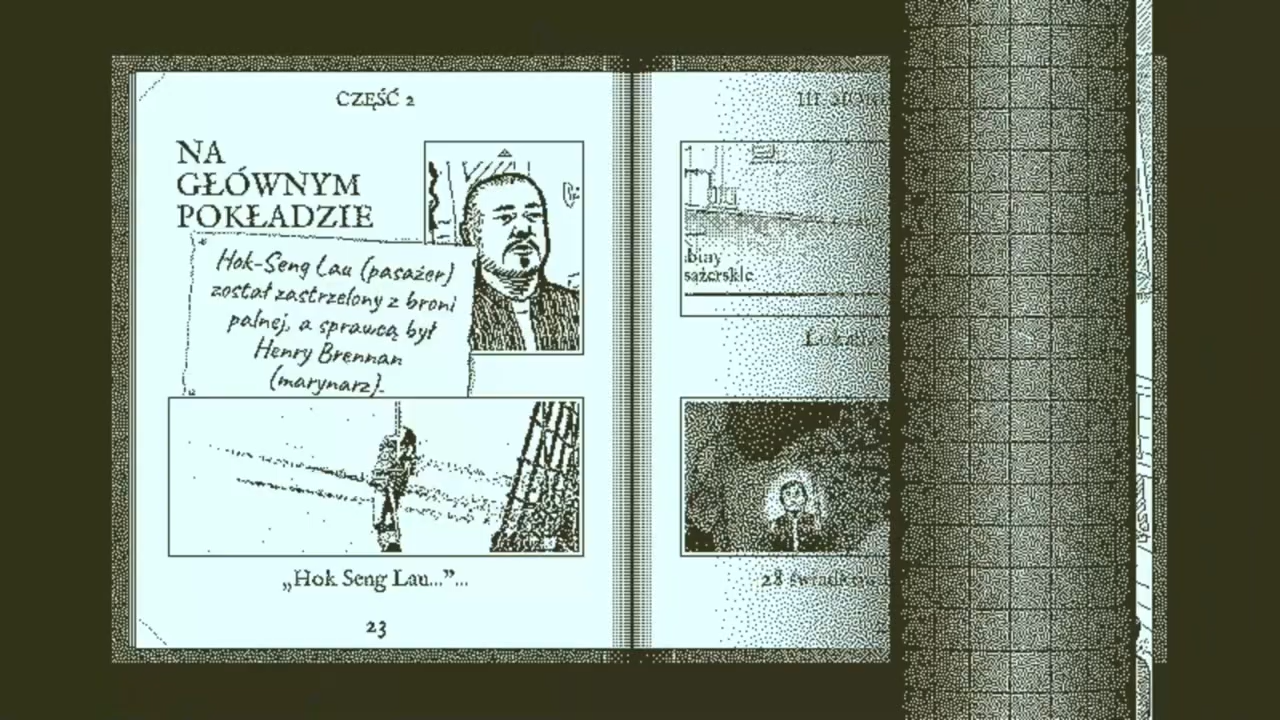 CZĘŚĆ 2
NA
GŁÓWNYM
POKŁADZIE
Hok-Seng Lau (pasażer)
został zastrzelony z broni
palnej, a sprawcą był
Henry Brennan
(marynarz).
„Hok Seng Lau...”...
23
28